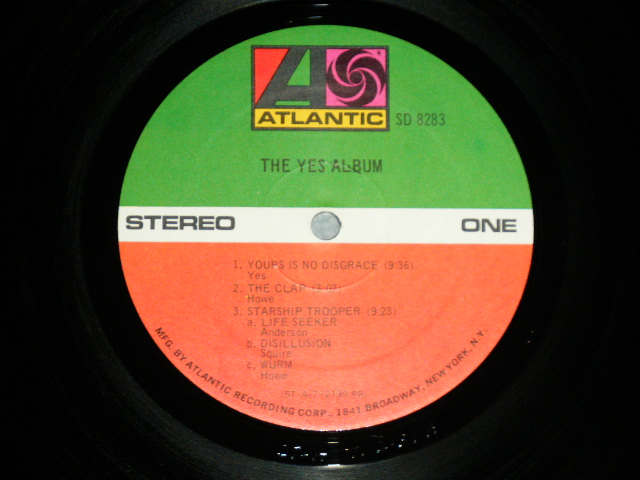 ATLANTIC
SD 8283
THE YES ALBUM
STEREO
ONE
1. YOURS IS NO DISGRACE (9:36)
Yes
2. THE CLAP (3:07)
Howe
3. STARSHIP TROOPER (9:23)
a. LIFE SEEKER
Anderson
b. DISILLUSION
Squire
c. WURM
Howe
MFG. BY ATLANTIC RECORDING CORP., 1841 BROADWAY, NEW YORK, N.Y.